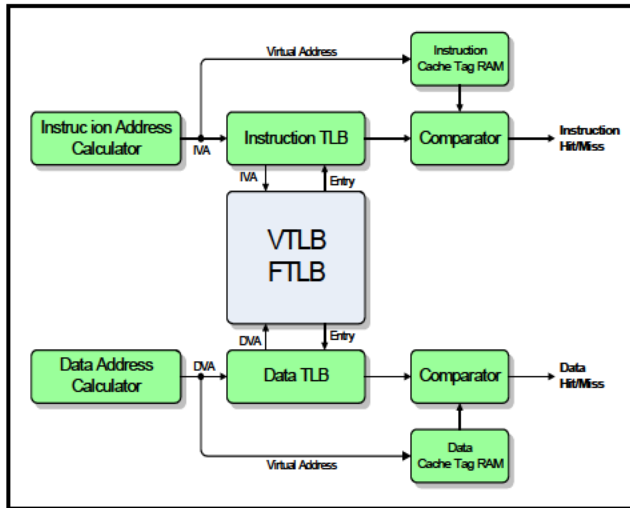 Virtual Address
Instruction
Cache Tag RAM
Instruc ion Address
Calculator
IVA
Instruction TLB
Comparator
Instruction
Hit/Miss
IVA
Entry
VTLB
FTLB
DVA
Entry
Data Address
Calculator
DVA
Data TLB
Comparator
Data
Hit/Miss
Virtual Address
Data
Cache Tag RAM